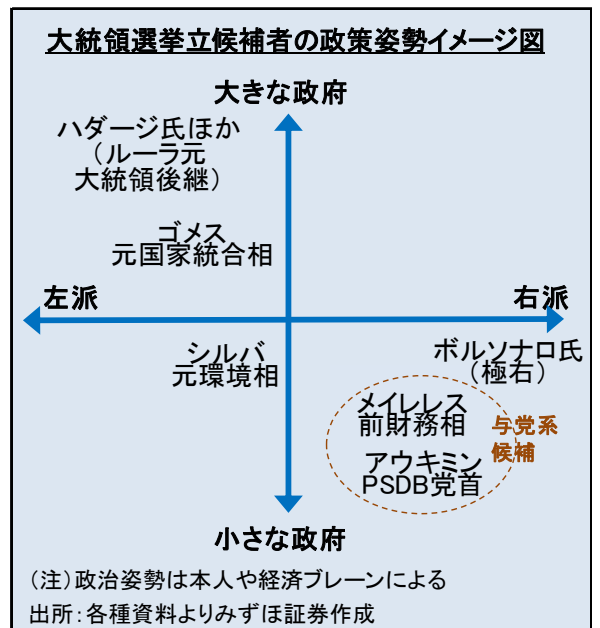 大統領選挙立候補者の政策姿勢イメージ図
大きな政府
ハダージ氏ほか
（ルーラ元
大統領後継）
ゴメス
元国家統合相
左派
右派
シルバ
元環境相
ボルソナロ氏
（極右）
メイレレス
前財務相
与党系
候補
アウキミン
PSDB党首
小さな政府
（注）政治姿勢は本人や経済ブレーンによる
出所：各種資料よりみずほ証券作成